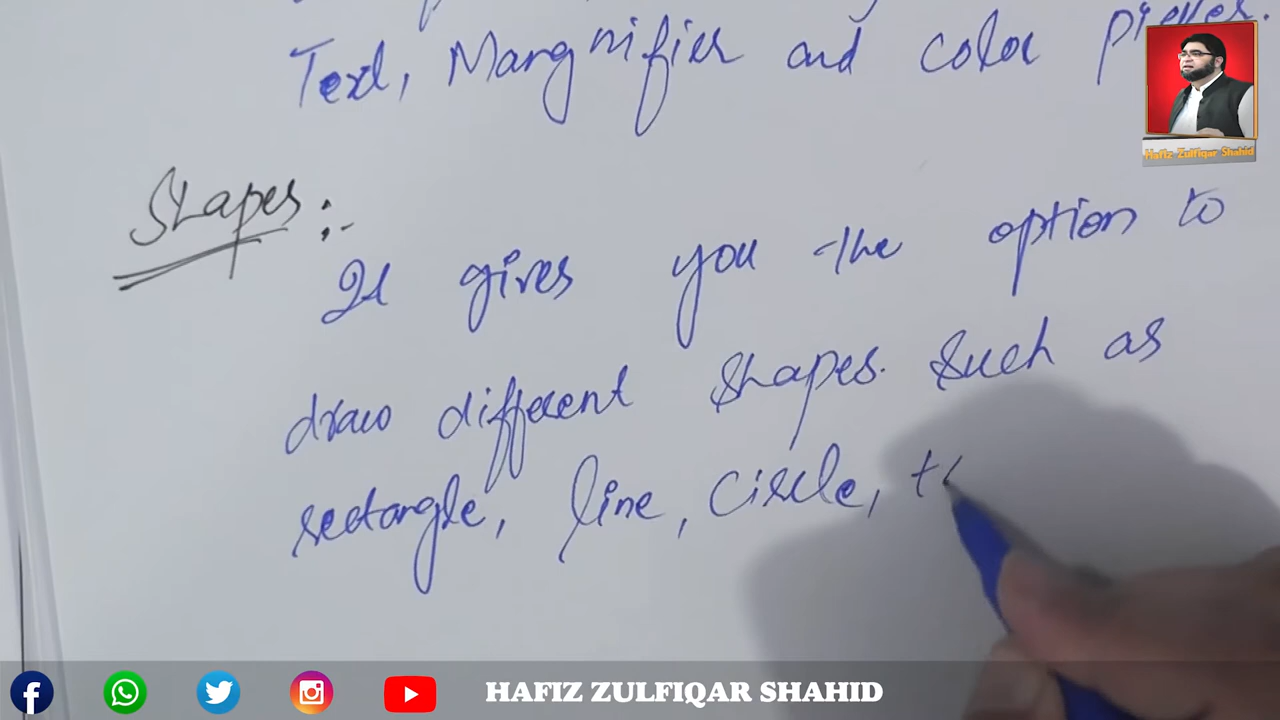 Text, Mangnifier and color picker.
Shapes:-
It gives you the option to
draw different shapes. such as
rectangle, line, Circle, t
Hafiz Zulfiqar Shahid
HAFIZ ZULFIQAR SHAHID